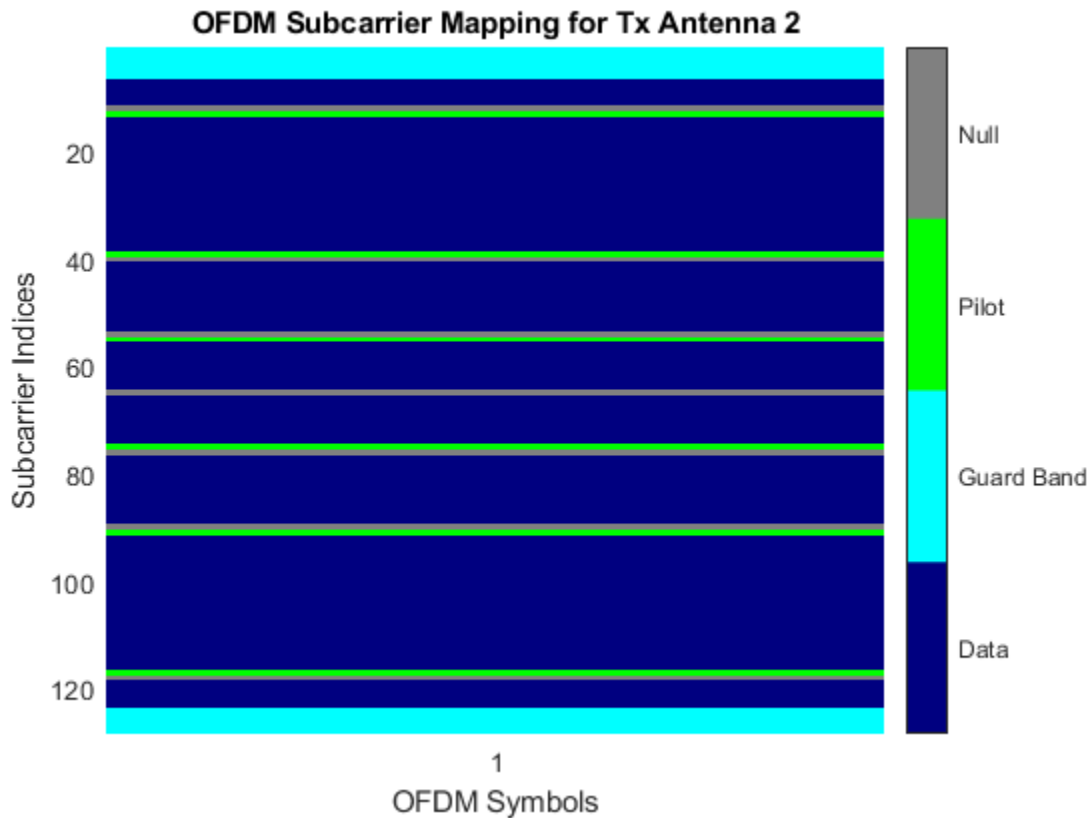 OFDM Subcarrier Mapping for Tx Antenna 2
Subcarrier Indices
20
40
60
80
100
120
1
OFDM Symbols
Null
Pilot
Guard Band
Data